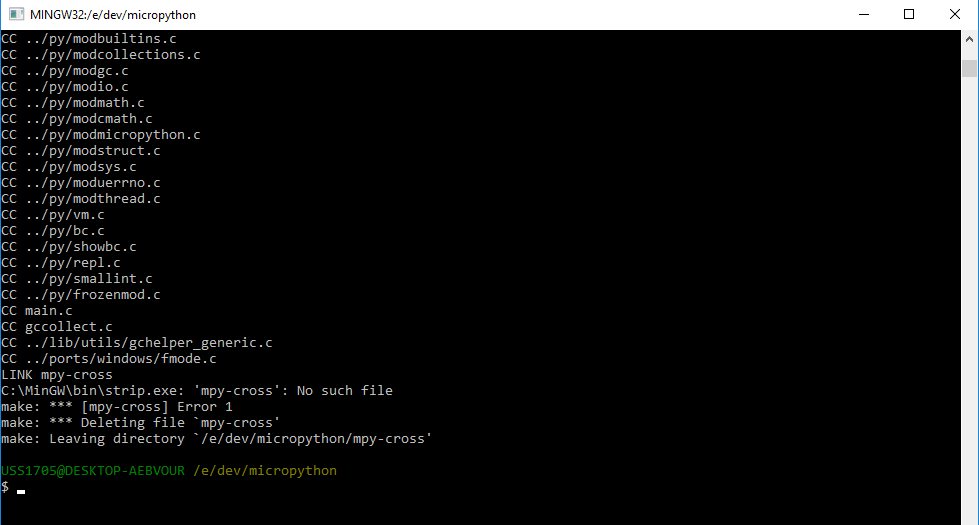 MINGW32:/e/dev/micropython
CC ../py/modbuiltins.c
CC ../py/modcollections.c
CC ../py/modgc.c
CC ../py/modio.c
CC ../py/modmath.c
CC ../py/modcmath.c
CC ../py/modmicropython.c
CC ../py/modstruct.c
CC ../py/modsys.c
CC ../py/moduerrno.c
CC ../py/modthread.c
CC ../py/vm.c
CC ../py/bc.c
CC ../py/showbc.c
CC ../py/repl.c
CC ../py/smallint.c
CC ../py/frozenmod.c
CC main.c
CC gccollect.c
CC ../lib/utils/gchelper_generic.c
CC ../ports/windows/fmode.c
LINK mpy-cross
C:\MinGW\bin\strip.exe: 'mpy-cross': No such file
make: *** [mpy-cross] Error 1
make: *** Deleting file `mpy-cross'
make: Leaving directory `/e/dev/micropython/mpy-cross'
USS1705@DESKTOP-AEBVOUR /e/dev/micropython
$